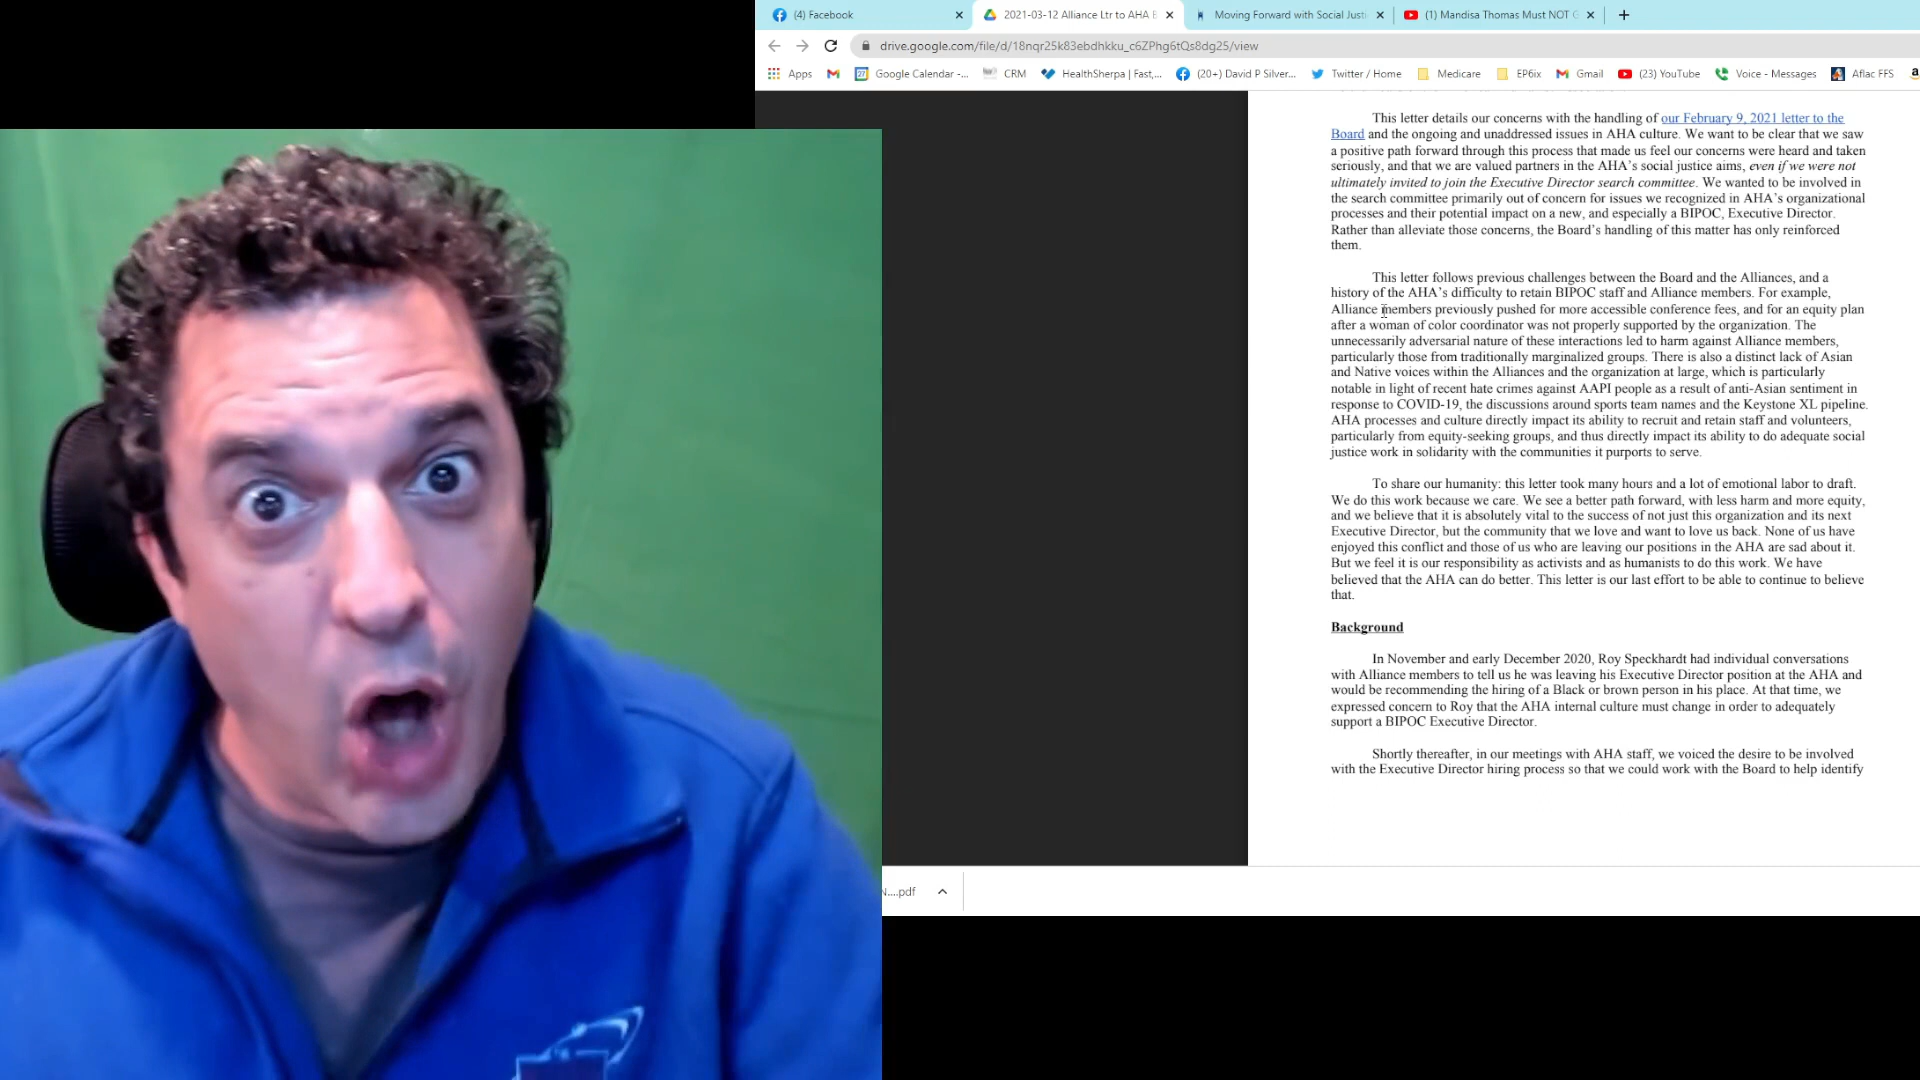 (4) Facebook
2021-03-12 Alliance Ltr to AHA B
Moving Forward with Social Justi
(1) Mandisa Thomas Must NOT G
drive.google.com/file/d/18nqr25k83ebdhkku_c6ZPhg6tQs8dg25/view
Apps
Google Calendar -...
CRM
HealthSherpa | Fast,...
(20+) David P Silver...
Twitter / Home
Medicare
EP6ix
Gmail
(23) YouTube
Voice - Messages
Aflac FFS
This letter details our concerns with the handling of our February 9, 2021 letter to the
Board and the ongoing and unaddressed issues in AHA culture. We want to be clear that we saw
a positive path forward through this process that made us feel our concerns were heard and taken
seriously, and that we are valued partners in the AHA's social justice aims, even if we were not
ultimately invited to join the Executive Director search committee. We wanted to be involved in
the search committee primarily out of concern for issues we recognized in AHA's organizational
processes and their potential impact on a new, and especially a BIPOC, Executive Director.
Rather than alleviate those concerns, the Board's handling of this matter has only reinforced
them.
This letter follows previous challenges between the Board and the Alliances, and a
history of the AHA's difficulty to retain BIPOC staff and Alliance members. For example,
Alliance members previously pushed for more accessible conference fees, and for an equity plan
after a woman of color coordinator was not properly supported by the organization. The
unnecessarily adversarial nature of these interactions led to harm against Alliance members,
particularly those from traditionally marginalized groups. There is also a distinct lack of Asian
and Native voices within the Alliances and the organization at large, which is particularly
notable in light of recent hate crimes against AAPI people as a result of anti-Asian sentiment in
response to COVID-19, the discussions around sports team names and the Keystone XL pipeline.
AHA processes and culture directly impact its ability to recruit and retain staff and volunteers,
particularly from equity-seeking groups, and thus directly impact its ability to do adequate social
justice work in solidarity with the communities it purports to serve.
To share our humanity: this letter took many hours and a lot of emotional labor to draft.
We do this work because we care. We see a better path forward, with less harm and more equity,
and we believe that it is absolutely vital to the success of not just this organization and its next
Executive Director, but the community that we love and want to love us back. None of us have
enjoyed this conflict and those of us who are leaving our positions in the AHA are sad about it.
But we feel it is our responsibility as activists and as humanists to do this work. We have
believed that the AHA can do better. This letter is our last effort to be able to continue to believe
that.
Background
In November and early December 2020, Roy Speckhardt had individual conversations
with Alliance members to tell us he was leaving his Executive Director position at the AHA and
would be recommending the hiring of a Black or brown person in his place. At that time, we
expressed concern to Roy that the AHA internal culture must change in order to adequately
support a BIPOC Executive Director.
Shortly thereafter, in our meetings with AHA staff, we voiced the desire to be involved
with the Executive Director hiring process so that we could work with the Board to help identify
....pdf